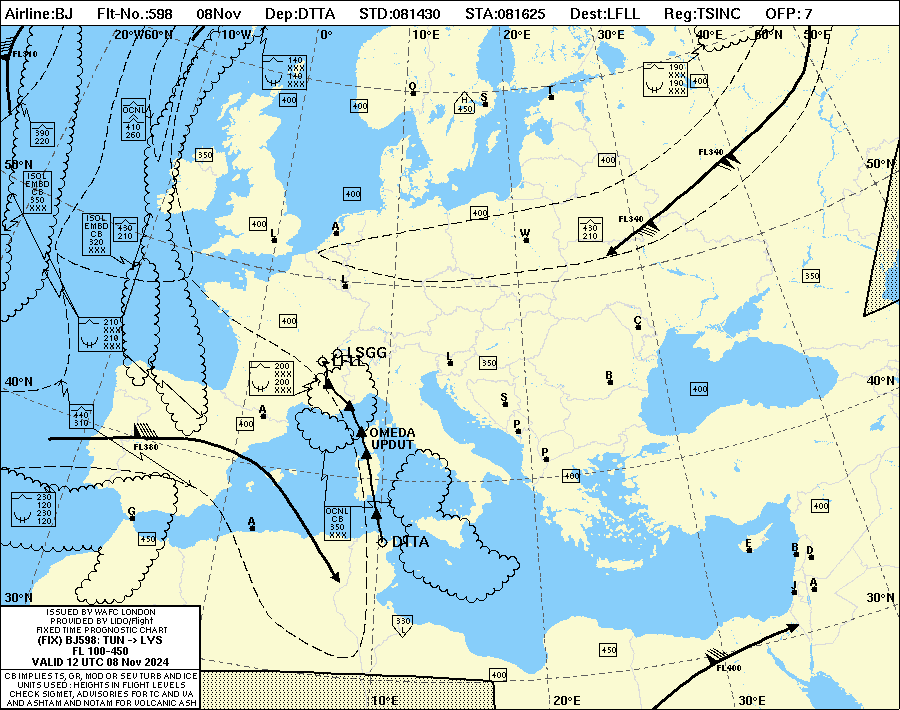 Airline:BJ Flt-No.:598 08Nov Dep:DTTA STD:081430 STA:081625 Dest:LFLL Reg:TSINC OFP: 7
20°W60°N 10°W 0° 10°E 20°E 30°E 40°E 50°N 50°E
FL310
140
XXX
140
XXX
190
XXX
190
XXX
400
400
400
O
S
T
H
450
OCNL
410
260
390
220
350
400
FL340
50°N
50°N
ISOL
EMBD
CB
350
XXX
400
400
ISOL
EMBD
CB
320
XXX
430
210
400
L
A
W
FL340
430
210
L
350
210
XXX
210
XXX
400
C
LSGG
LFLL
L
350
200
XXX
200
XXX
B
400
40°N
40°N
440
310
A
400
S
P
OMEDA
UPDUT
FL380
P
400
230
120
230
120
G
450
A
OCNL
CB
350
XXX
DTTA
400
E
B
D
J
A
30°N
30°N
330
L
450
FL400
400
10°E 20°E 30°E
ISSUED BY WAFC LONDON
PROVIDED BY LIDO/Flight
FIXED TIME PROGNOSTIC CHART
(FIX) BJ598: TUN -> LYS
FL 100-450
VALID 12 UTC 08 Nov 2024
CB IMPLIES TS, GR, MOD OR SEV TURB AND ICE
UNITS USED : HEIGHTS IN FLIGHT LEVELS
CHECK SIGMET, ADVISORIES FOR TC AND VA
AND ASHTAM AND NOTAM FOR VOLCANIC ASH